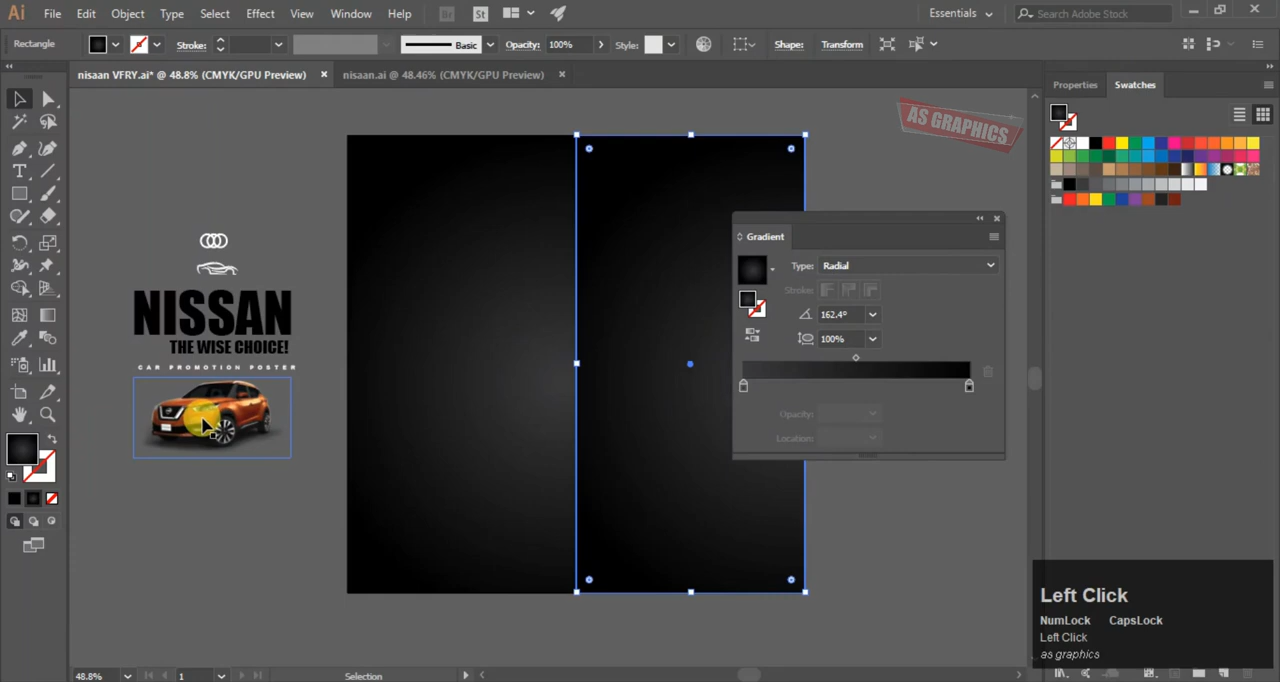 Ai File Edit Object Type Select Effect View Window Help Br St Essentials Search Adobe Stock
Rectangle Stroke: Basic Opacity: 100% Style: Shape: Transform
nisaan VFRY.ai* @ 48.8% (CMYK/GPU Preview) nisaan.ai @ 48.46% (CMYK/GPU Preview)
Properties Swatches
AS GRAPHICS
NISSAN
THE WISE CHOICE!
CAR PROMOTION POSTER
Gradient
Type: Radial
Stroke:
162.4°
100%
Opacity:
Location:
Left Click
NumLock CapsLock
Left Click
as graphics
48.8% 1 Selection